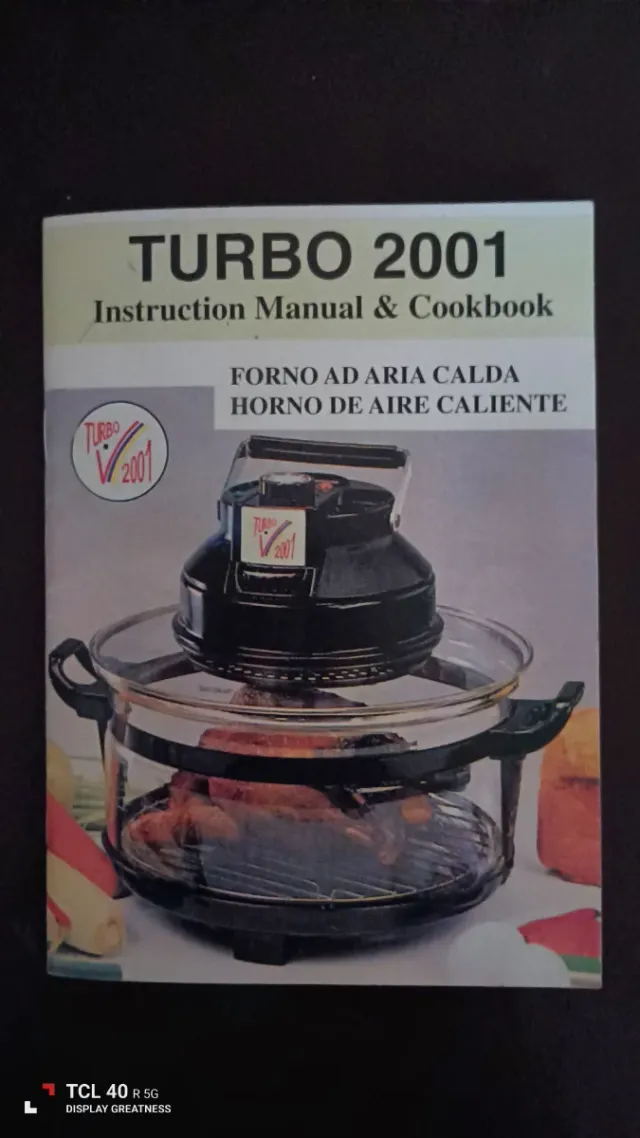 TURBO 2001
Instruction Manual & Cookbook
FORNO AD ARIA CALDA
HORNO DE AIRE CALIENTE
TURBO
V 2001
TURBO
V 2001
TCL 40 R 5G
DISPLAY GREATNESS